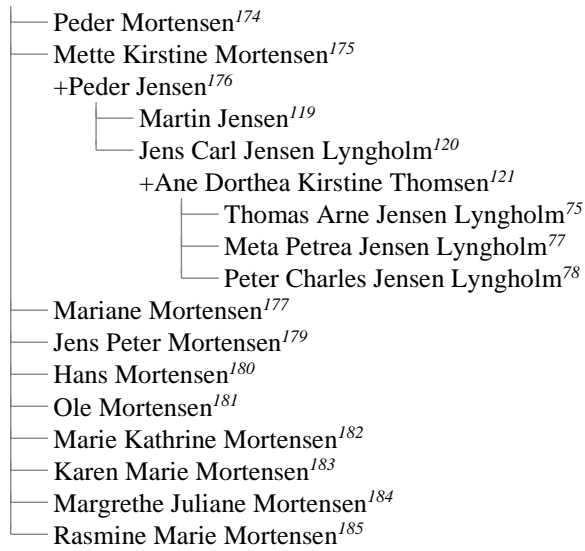 Peder Mortensen174
Mette Kirstine Mortensen175
+Peder Jensen176
Martin Jensen119
Jens Carl Jensen Lyngholm120
+Ane Dorthea Kirstine Thomsen121
Thomas Arne Jensen Lyngholm75
Meta Petrea Jensen Lyngholm77
Peter Charles Jensen Lyngholm78
Mariane Mortensen177
Jens Peter Mortensen179
Hans Mortensen180
Ole Mortensen181
Marie Kathrine Mortensen182
Karen Marie Mortensen183
Margrethe Juliane Mortensen184
Rasmine Marie Mortensen185